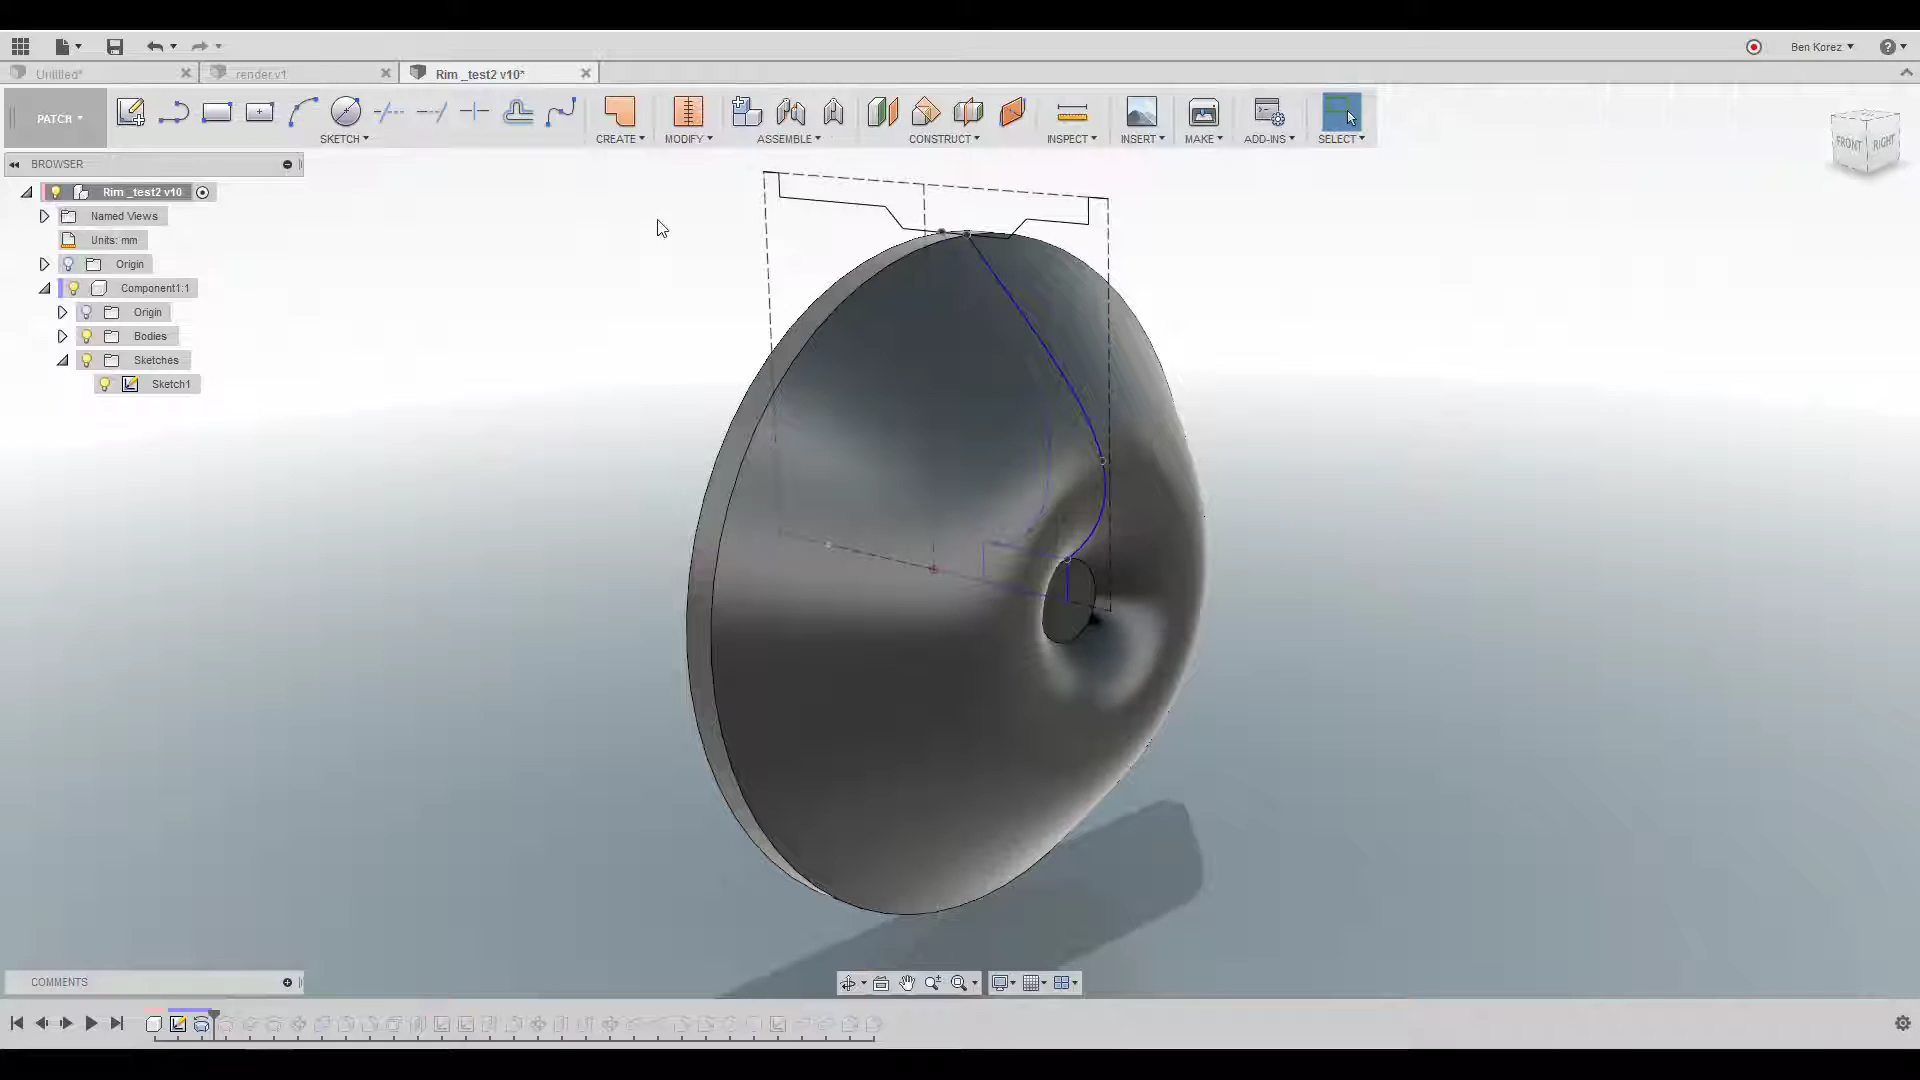 Ben Korez
Untitled*
render v1
Rim _test2 v10*
PATCH
SKETCH
CREATE
MODIFY
ASSEMBLE
CONSTRUCT
INSPECT
INSERT
MAKE
ADD-INS
SELECT
FRONT
RIGHT
BROWSER
Rim _test2 v10
Named Views
Units: mm
Origin
Component1:1
Origin
Bodies
Sketches
Sketch1
COMMENTS